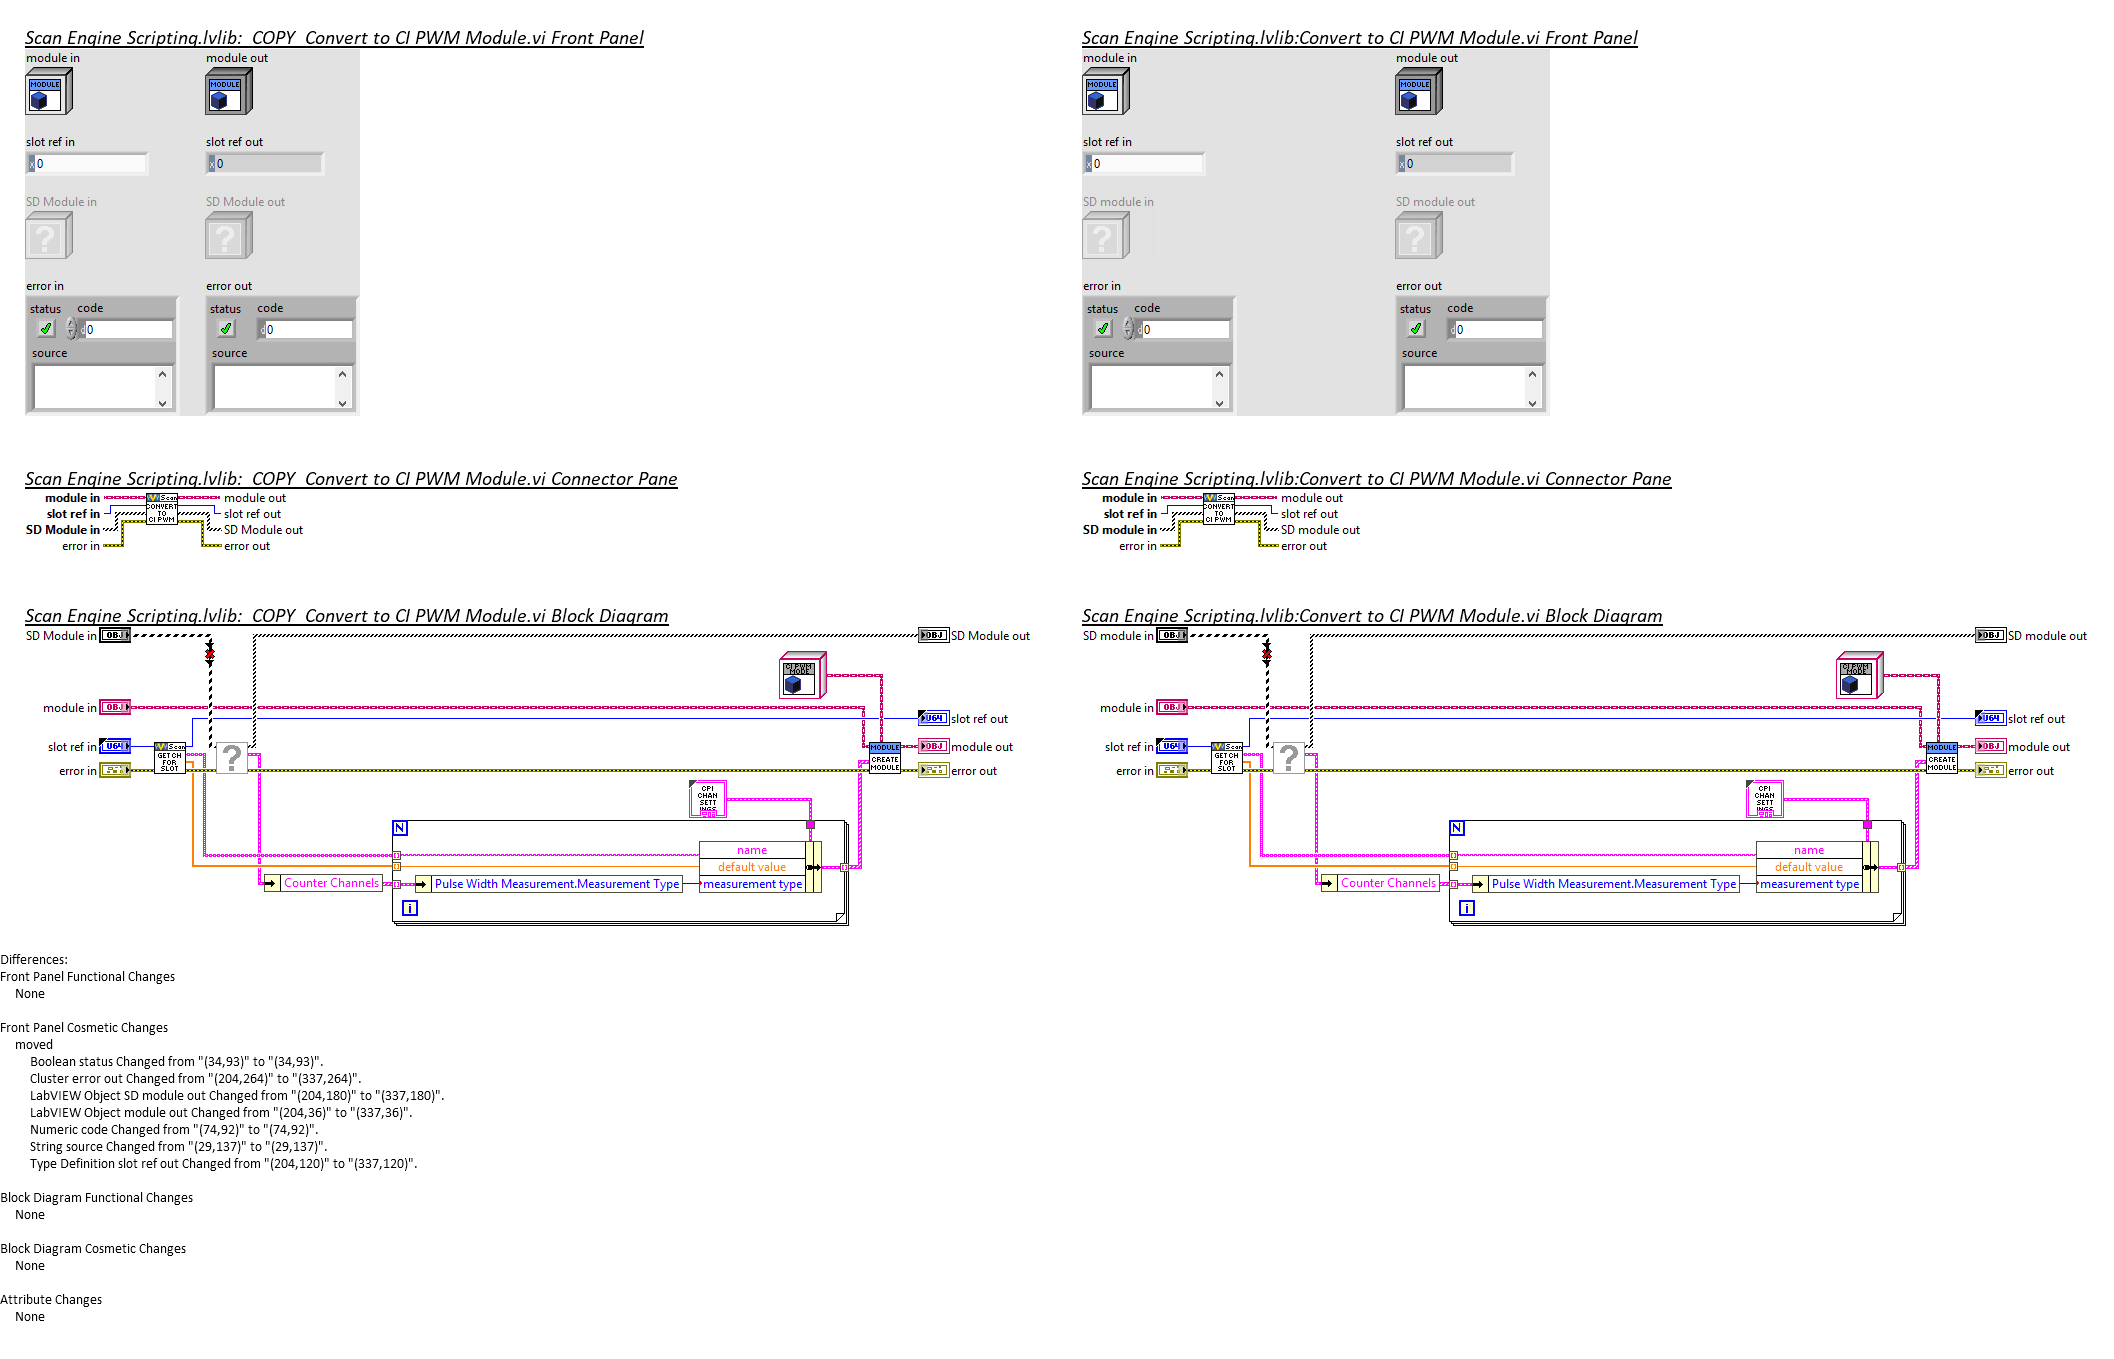 Scan Engine Scripting.lvlib:  COPY  Convert to CI PWM Module.vi Front Panel
module in
module out
MODULE
MODULE
slot ref in
slot ref out
x 0
x 0
SD Module in
SD Module out
?
?
error in
error out
status
code
status
code
d 0
d 0
source
source
Scan Engine Scripting.lvlib:  COPY  Convert to CI PWM Module.vi Connector Pane
module in
slot ref in
SD Module in
error in
Scan
CONVERT
TO
CI PWM
module out
slot ref out
SD Module out
error out
Scan Engine Scripting.lvlib:  COPY  Convert to CI PWM Module.vi Block Diagram
SD Module in
OBJ
OBJ
SD Module out
CI PWM
MODE
module in
OBJ
U64
slot ref out
slot ref in
U64
Scan
GET CH
FOR
SLOT
?
MODULE
CREATE
MODULE
OBJ
module out
error in
error out
CPI
CHAN
SETT
INGS
N
name
default value
Counter Channels
Pulse Width Measurement.Measurement Type
measurement type
i
Scan Engine Scripting.lvlib:Convert to CI PWM Module.vi Front Panel
module in
module out
MODULE
MODULE
slot ref in
slot ref out
x 0
x 0
SD module in
SD module out
?
?
error in
error out
status
code
status
code
d 0
d 0
source
source
Scan Engine Scripting.lvlib:Convert to CI PWM Module.vi Connector Pane
module in
slot ref in
SD module in
error in
Scan
CONVERT
TO
CI PWM
module out
slot ref out
SD module out
error out
Scan Engine Scripting.lvlib:Convert to CI PWM Module.vi Block Diagram
SD module in
OBJ
OBJ
SD module out
CI PWM
MODE
module in
OBJ
U64
slot ref out
slot ref in
U64
Scan
GET CH
FOR
SLOT
?
MODULE
CREATE
MODULE
OBJ
module out
error in
error out
CPI
CHAN
SETT
INGS
N
name
default value
Counter Channels
Pulse Width Measurement.Measurement Type
measurement type
i
Differences:
Front Panel Functional Changes
None
Front Panel Cosmetic Changes
moved
Boolean status Changed from "(34,93)" to "(34,93)".
Cluster error out Changed from "(204,264)" to "(337,264)".
LabVIEW Object SD module out Changed from "(204,180)" to "(337,180)".
LabVIEW Object module out Changed from "(204,36)" to "(337,36)".
Numeric code Changed from "(74,92)" to "(74,92)".
String source Changed from "(29,137)" to "(29,137)".
Type Definition slot ref out Changed from "(204,120)" to "(337,120)".
Block Diagram Functional Changes
None
Block Diagram Cosmetic Changes
None
Attribute Changes
None